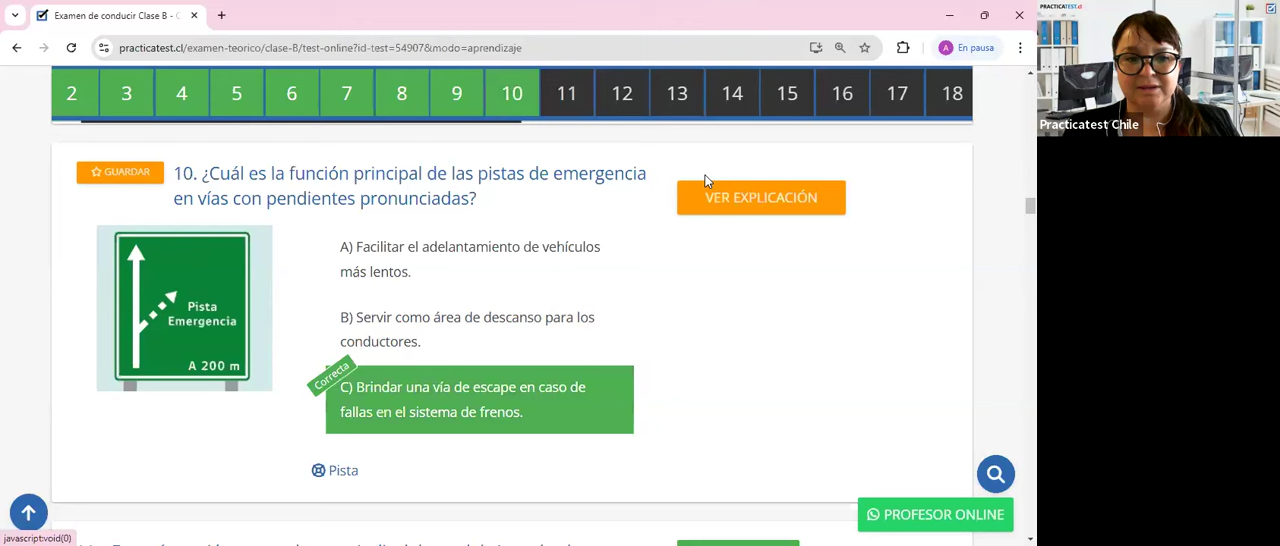 Examen de conducir Clase B - C
practicatest.cl/examen-teorico/clase-B/test-online?id-test=54907&modo=aprendizaje
A
En pausa
PRACTICATEST.cl
Practicatest Chile
2 3 4 5 6 7 8 9 10 11 12 13 14 15 16 17 18
GUARDAR
10. ¿Cuál es la función principal de las pistas de emergencia
en vías con pendientes pronunciadas?
VER EXPLICACIÓN
Pista
Emergencia
A 200 m
A) Facilitar el adelantamiento de vehículos
más lentos.
B) Servir como área de descanso para los
conductores.
Correcta
C) Brindar una vía de escape en caso de
fallas en el sistema de frenos.
Pista
PROFESOR ONLINE
javascript:void(0)